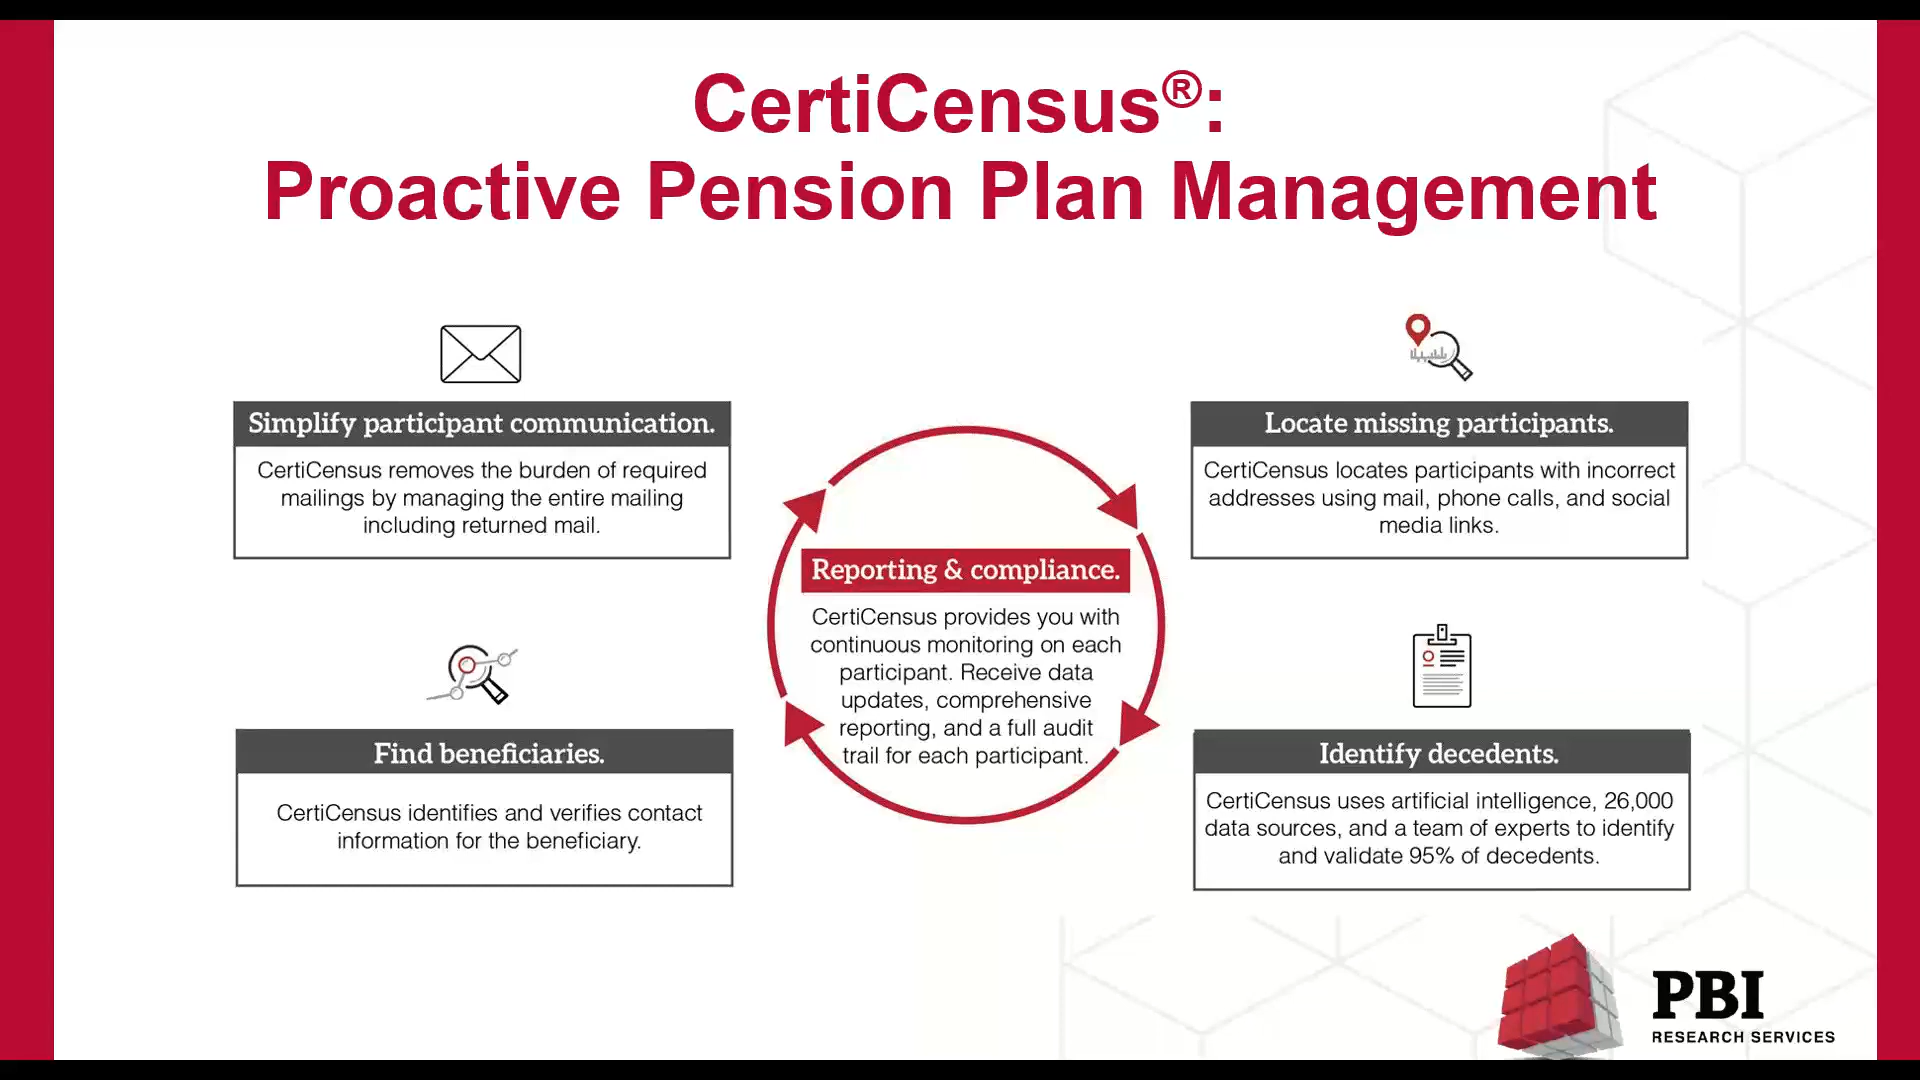 CertiCensus®:
Proactive Pension Plan Management
Simplify participant communication.
CertiCensus removes the burden of required
mailings by managing the entire mailing
including returned mail.
Locate missing participants.
CertiCensus locates participants with incorrect
addresses using mail, phone calls, and social
media links.
Reporting & compliance.
CertiCensus provides you with
continuous monitoring on each
participant. Receive data
updates, comprehensive
reporting, and a full audit
trail for each participant.
Find beneficiaries.
CertiCensus identifies and verifies contact
information for the beneficiary.
Identify decedents.
CertiCensus uses artificial intelligence, 26,000
data sources, and a team of experts to identify
and validate 95% of decedents.
PBI
RESEARCH SERVICES